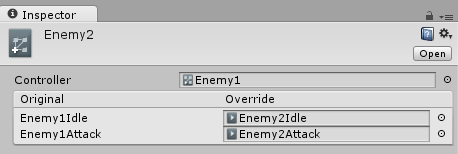 Inspector
Enemy2
Open
Controller Enemy1
Original Override
Enemy1Idle Enemy2Idle
Enemy1Attack Enemy2Attack